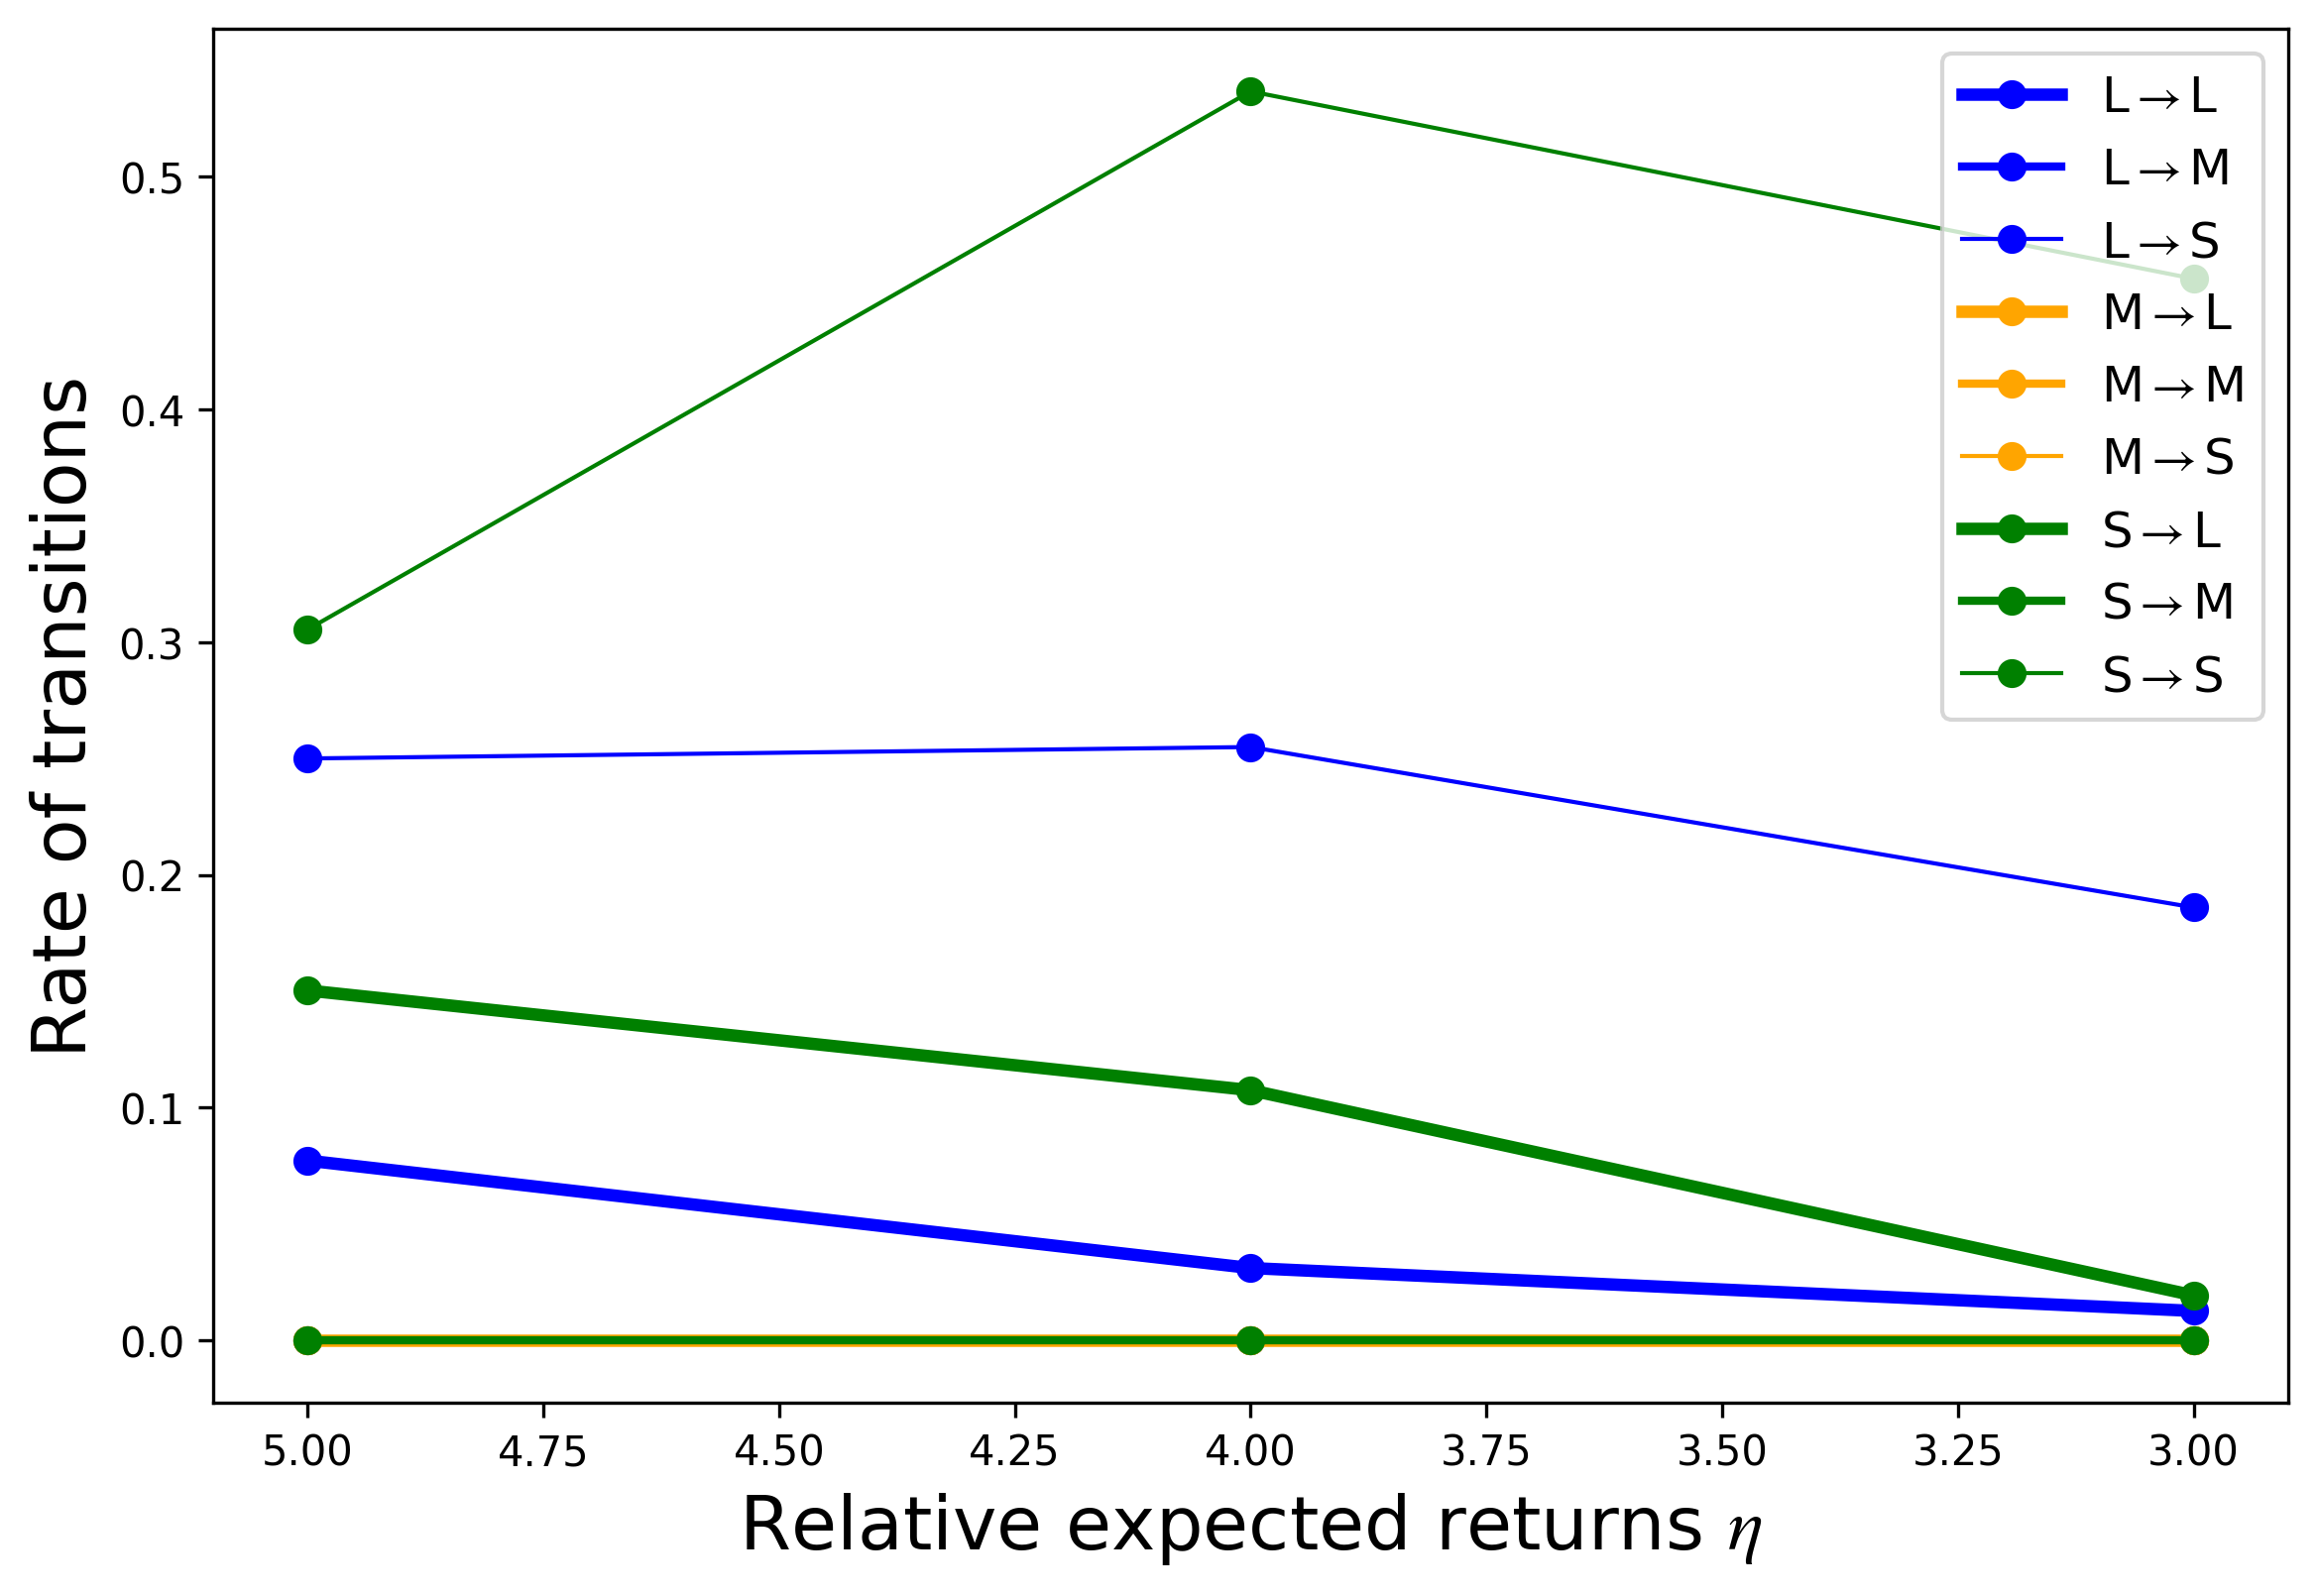 Rate of transitions
0.5
0.4
0.3
0.2
0.1
0.0
L→L
L→M
L→S
M→L
M→M
M→S
S→L
S→M
S→S
5.00 4.75 4.50 4.25 4.00 3.75 3.50 3.25 3.00
Relative expected returns η